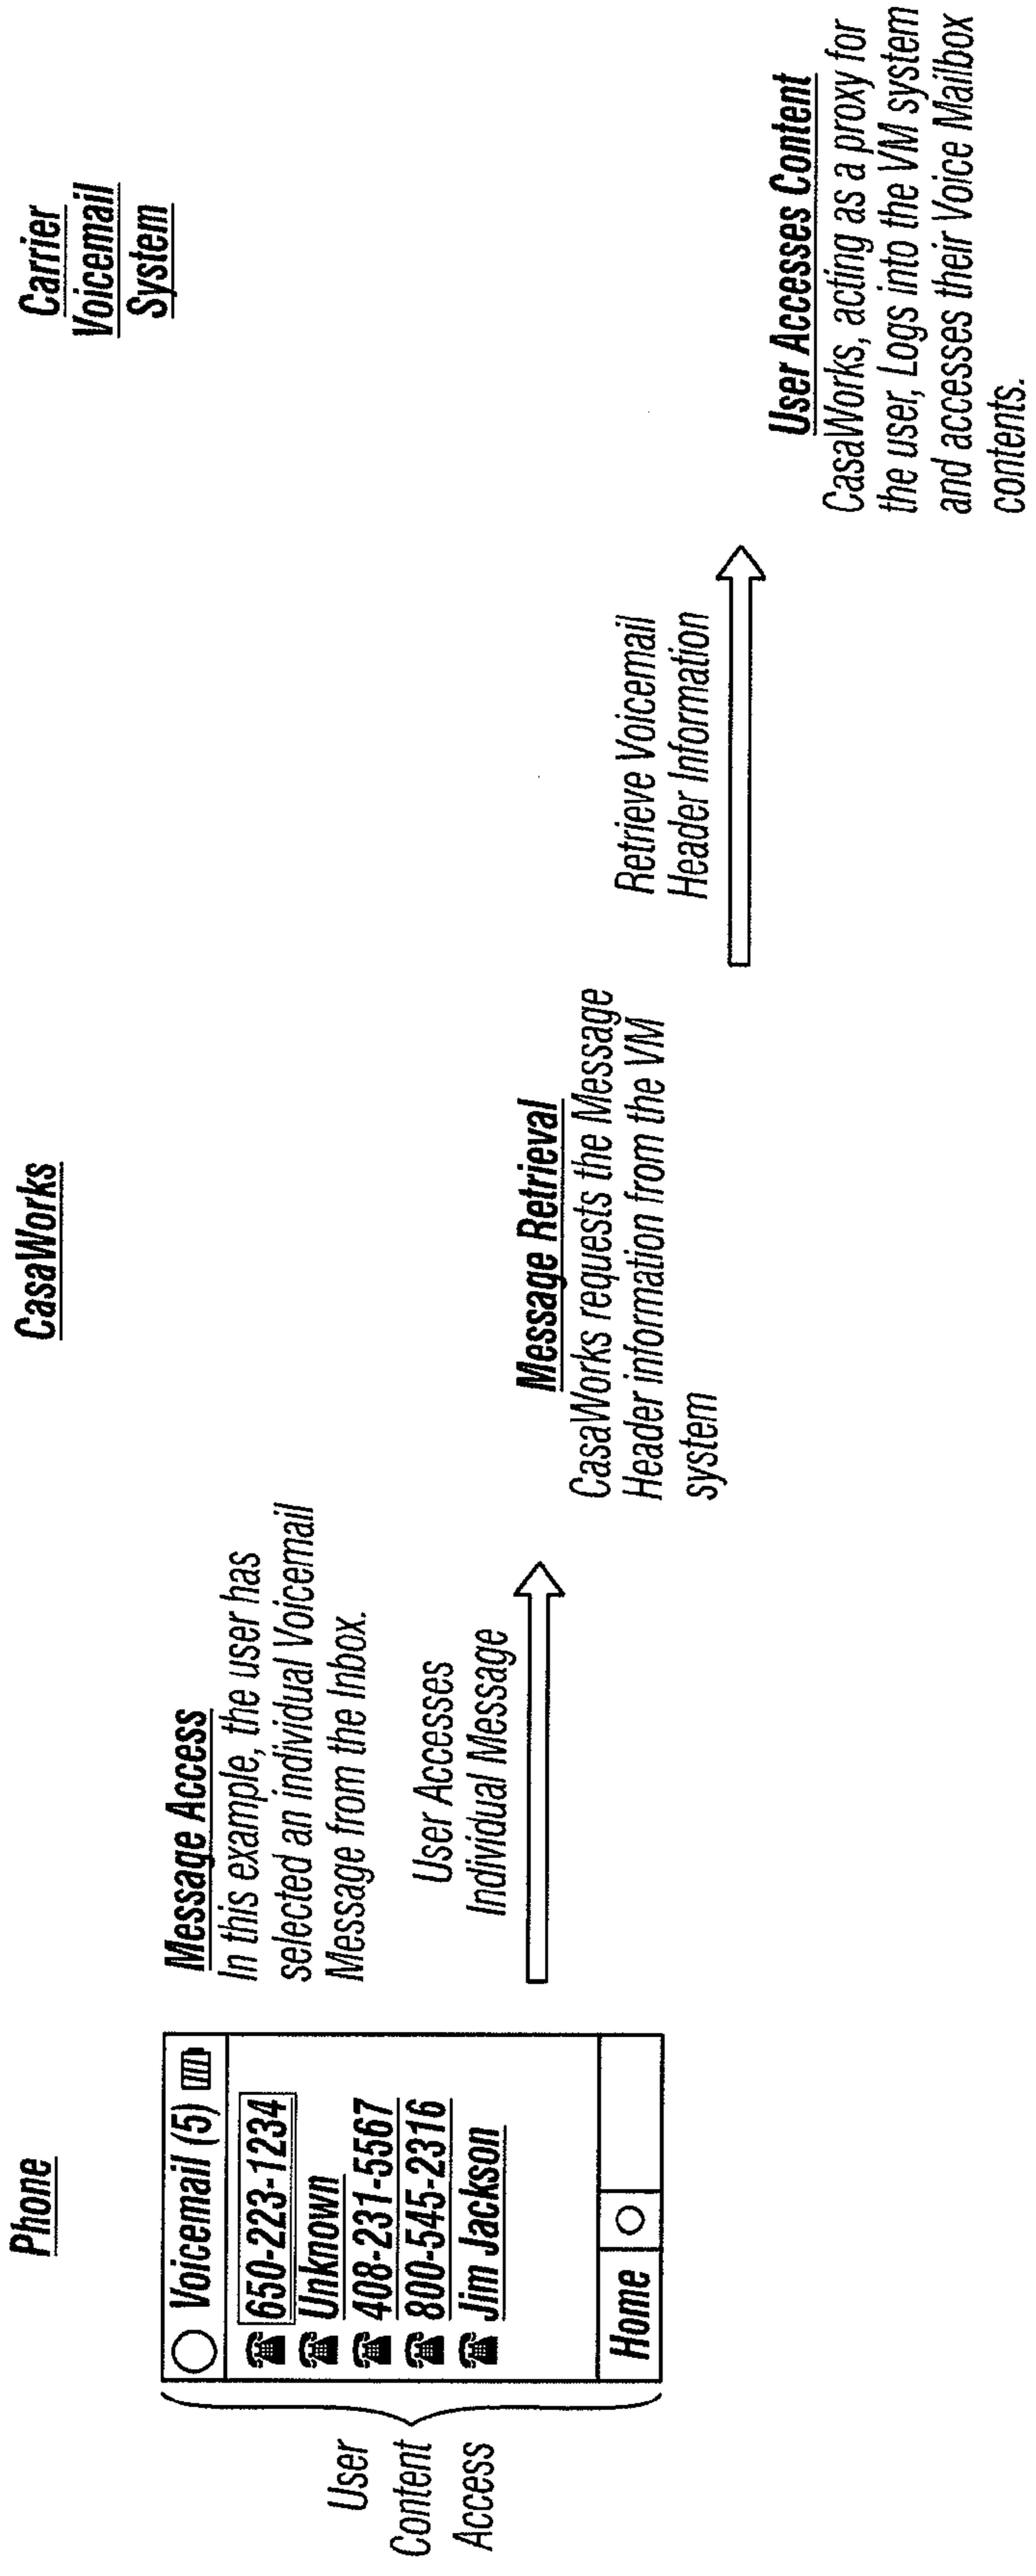 Phone
CasaWorks
Carrier
Voicemail
System
User
Content
Access
Voicemail (5)
650-223-1234
Unknown
408-231-5567
800-545-2316
Jim Jackson
Home
Message Access
In this example, the user has
selected an individual Voicemail
Message from the Inbox.
User Accesses
Individual Message
Message Retrieval
CasaWorks requests the Message
Header information from the VM
system
Retrieve Voicemail
Header Information
User Accesses Content
CasaWorks, acting as a proxy for
the user, Logs into the VM system
and accesses their Voice Mailbox
contents.